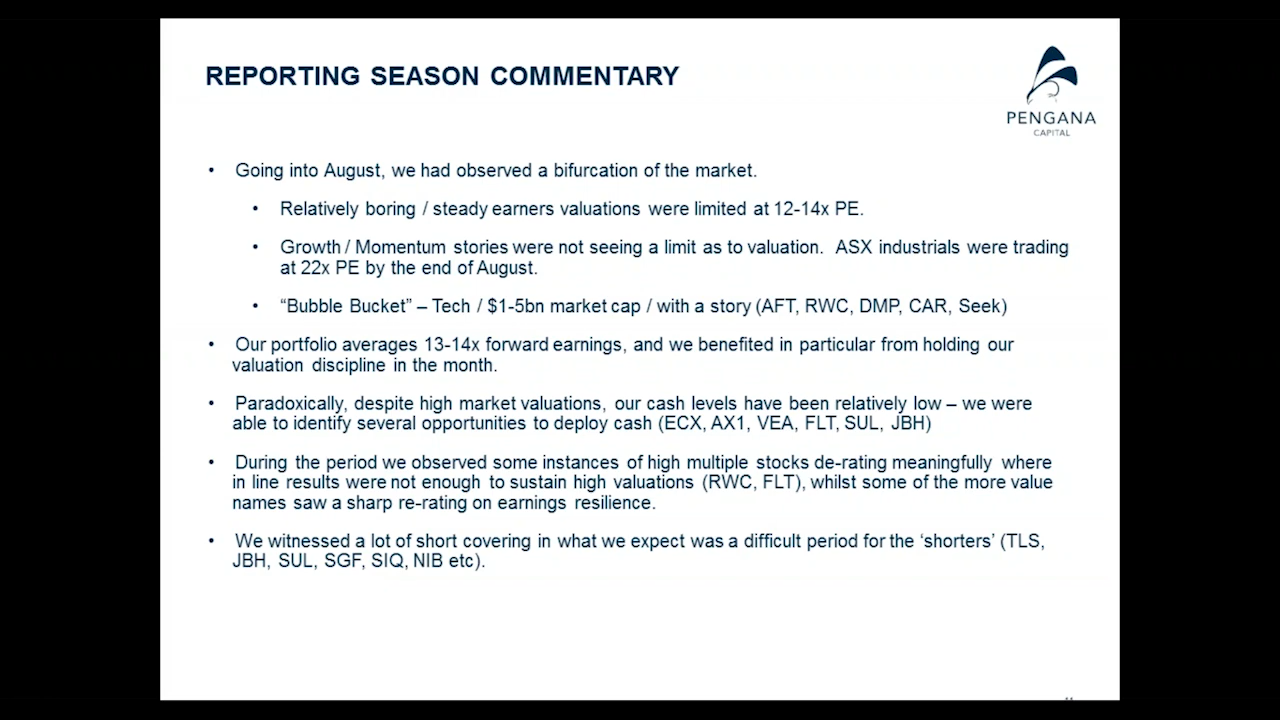 REPORTING SEASON COMMENTARY
PENGANA
CAPITAL
• Going into August, we had observed a bifurcation of the market.
• Relatively boring / steady earners valuations were limited at 12-14x PE.
• Growth / Momentum stories were not seeing a limit as to valuation. ASX industrials were trading
at 22x PE by the end of August.
• “Bubble Bucket” – Tech / $1-5bn market cap / with a story (AFT, RWC, DMP, CAR, Seek)
• Our portfolio averages 13-14x forward earnings, and we benefited in particular from holding our
valuation discipline in the month.
• Paradoxically, despite high market valuations, our cash levels have been relatively low – we were
able to identify several opportunities to deploy cash (ECX, AX1, VEA, FLT, SUL, JBH)
• During the period we observed some instances of high multiple stocks de-rating meaningfully where
in line results were not enough to sustain high valuations (RWC, FLT), whilst some of the more value
names saw a sharp re-rating on earnings resilience.
• We witnessed a lot of short covering in what we expect was a difficult period for the ‘shorters’ (TLS,
JBH, SUL, SGF, SIQ, NIB etc).